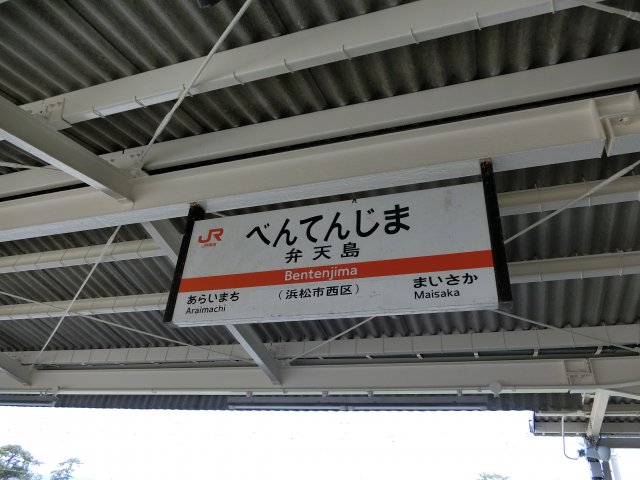 JR
べんてんじま
弁天島
Bentenjima
あらいまち
Araimachi
(浜松市西区)
まいさか
Maisaka